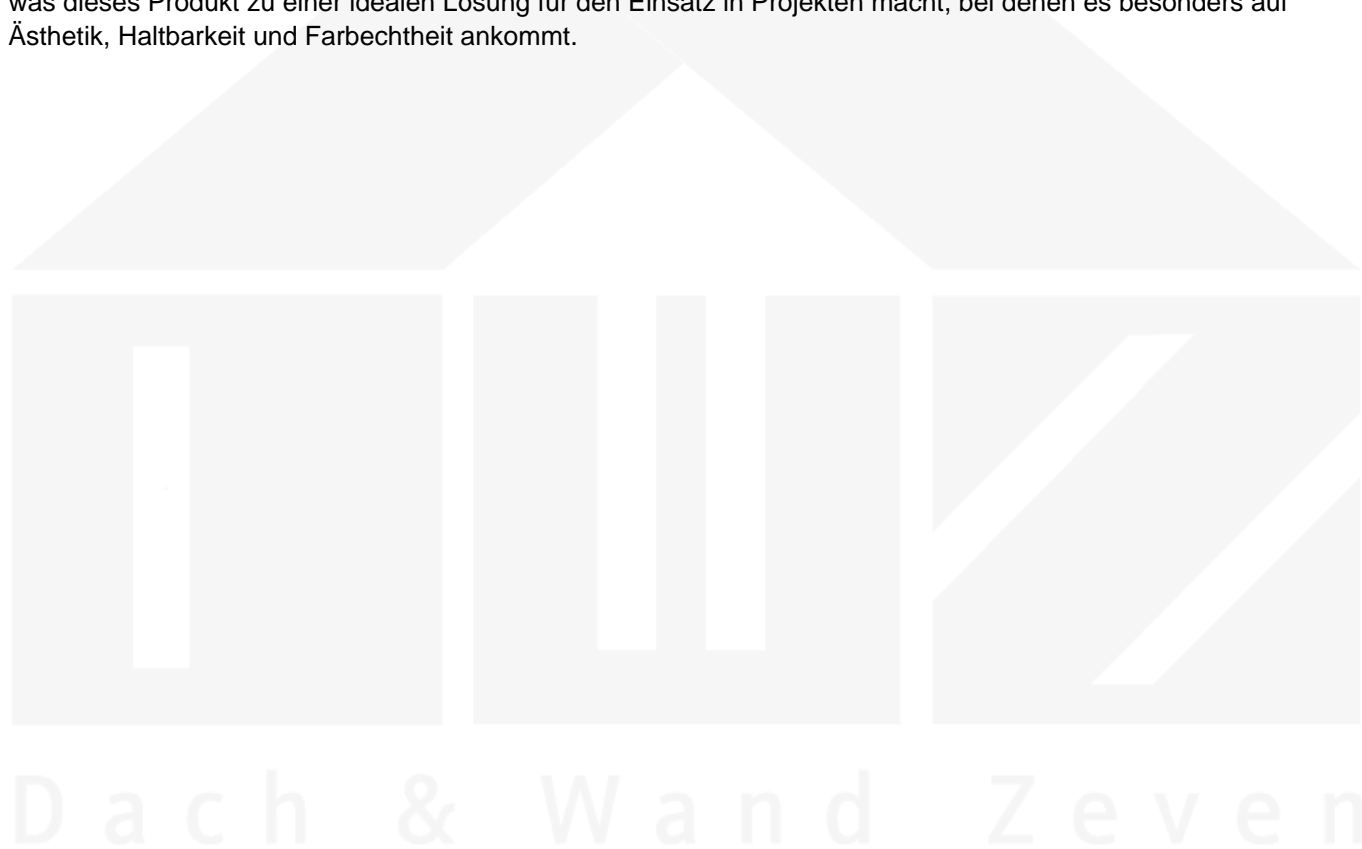 was dieses Produkt zu einer idealen Lösung für den Einsatz in Projekten macht, bei denen es besonders auf
Ästhetik, Haltbarkeit und Farbechtheit ankommt.
Dach & Wand Zeven